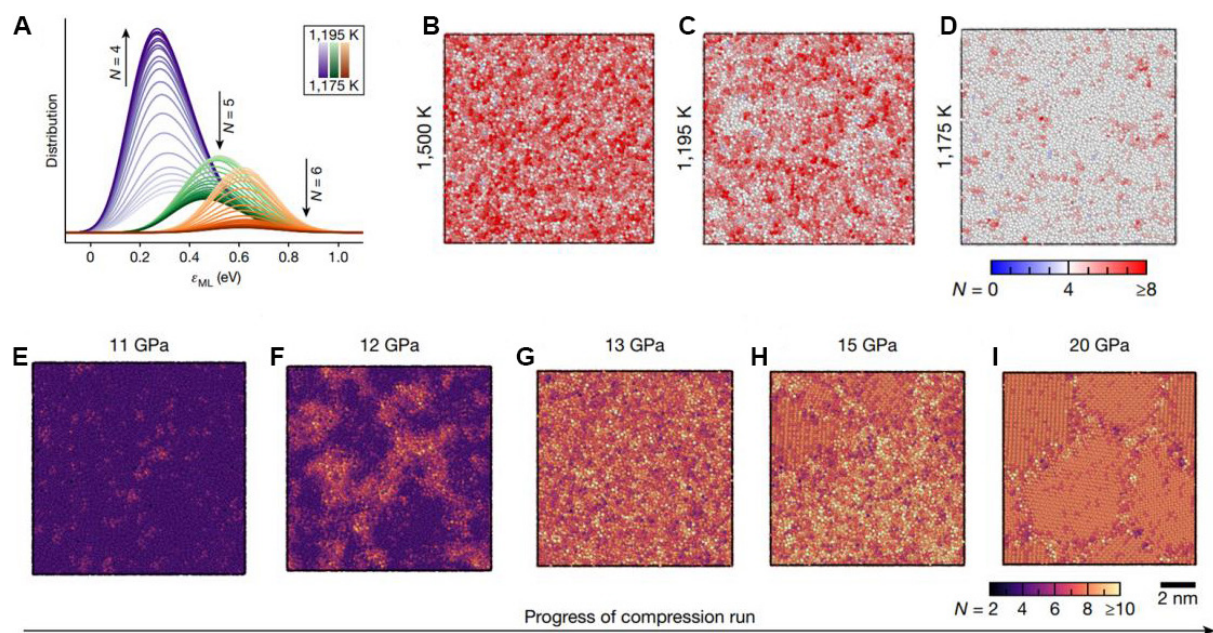 A
N = 4
1,195 K
1,175 K
N = 5
N = 6
Distribution
0 0.2 0.4 0.6 0.8 1.0
εML (eV)
B
1,500 K
C
1,195 K
D
1,175 K
N = 0 4 ≥8
E
11 GPa
F
12 GPa
G
13 GPa
H
15 GPa
I
20 GPa
N = 2 4 6 8 ≥10
2 nm
Progress of compression run